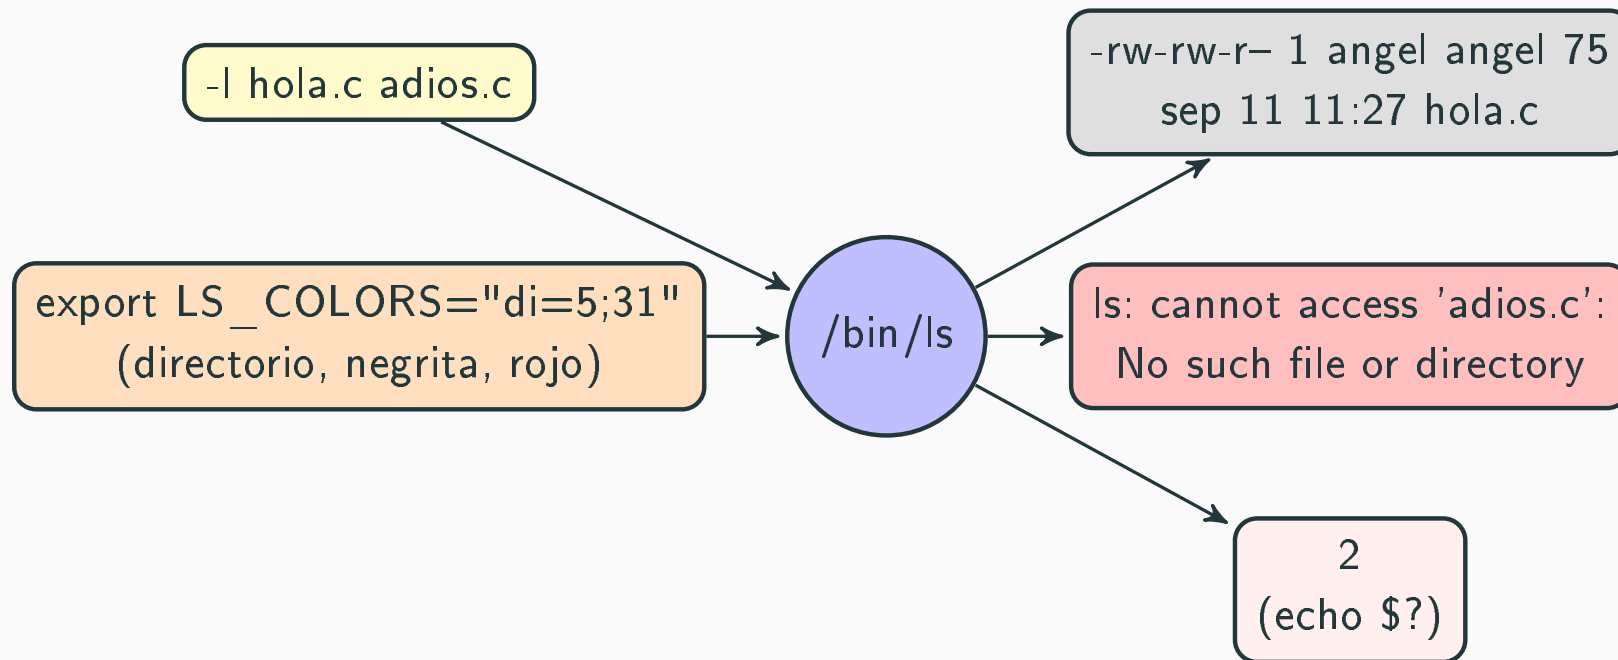 -l hola.c adios.c
export LS_COLORS="di=5;31"
(directorio, negrita, rojo)
/bin/ls
-rw-rw-r– 1 angel angel 75
sep 11 11:27 hola.c
ls: cannot access 'adios.c':
No such file or directory
2
(echo $?)